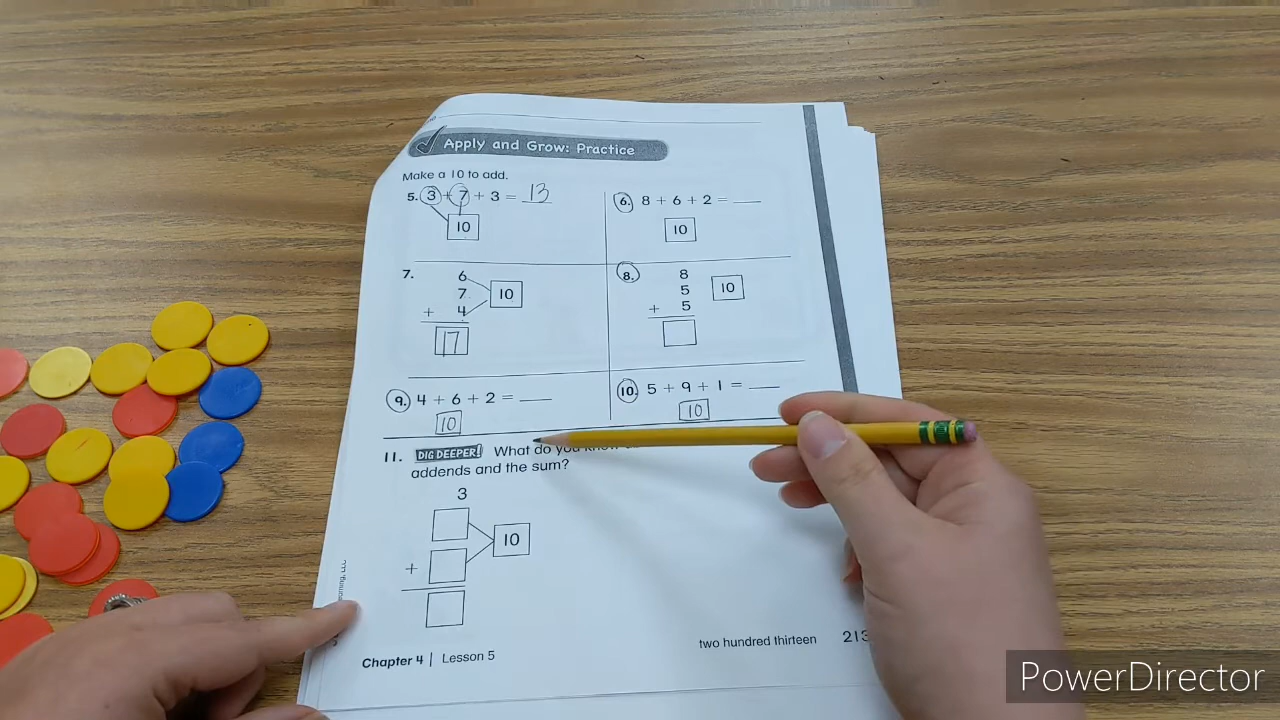 Apply and Grow: Practice
Make a 10 to add.
5. 3 + 7 + 3 = 13
10
6. 8 + 6 + 2 = ___
10
7. 6
7
+ 4
10
17
8. 8
5
+ 5
10
9. 4 + 6 + 2 = ___
10
10. 5 + 9 + 1 = ___
10
11. DIG DEEPER! What do you
addends and the sum?
3
10
+
Chapter 4 | Lesson 5
two hundred thirteen 213
PowerDirector